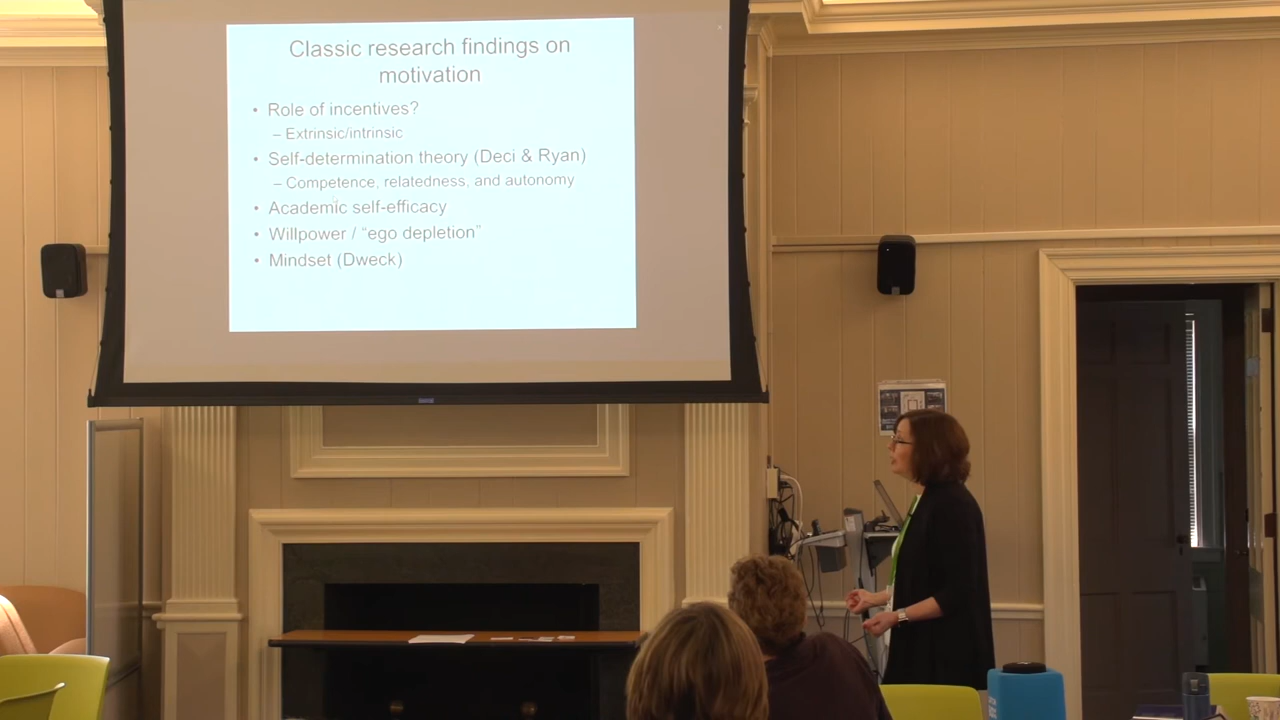 Classic research findings on
motivation
• Role of incentives?
– Extrinsic/intrinsic
• Self-determination theory (Deci & Ryan)
– Competence, relatedness, and autonomy
• Academic self-efficacy
• Willpower / “ego depletion”
• Mindset (Dweck)